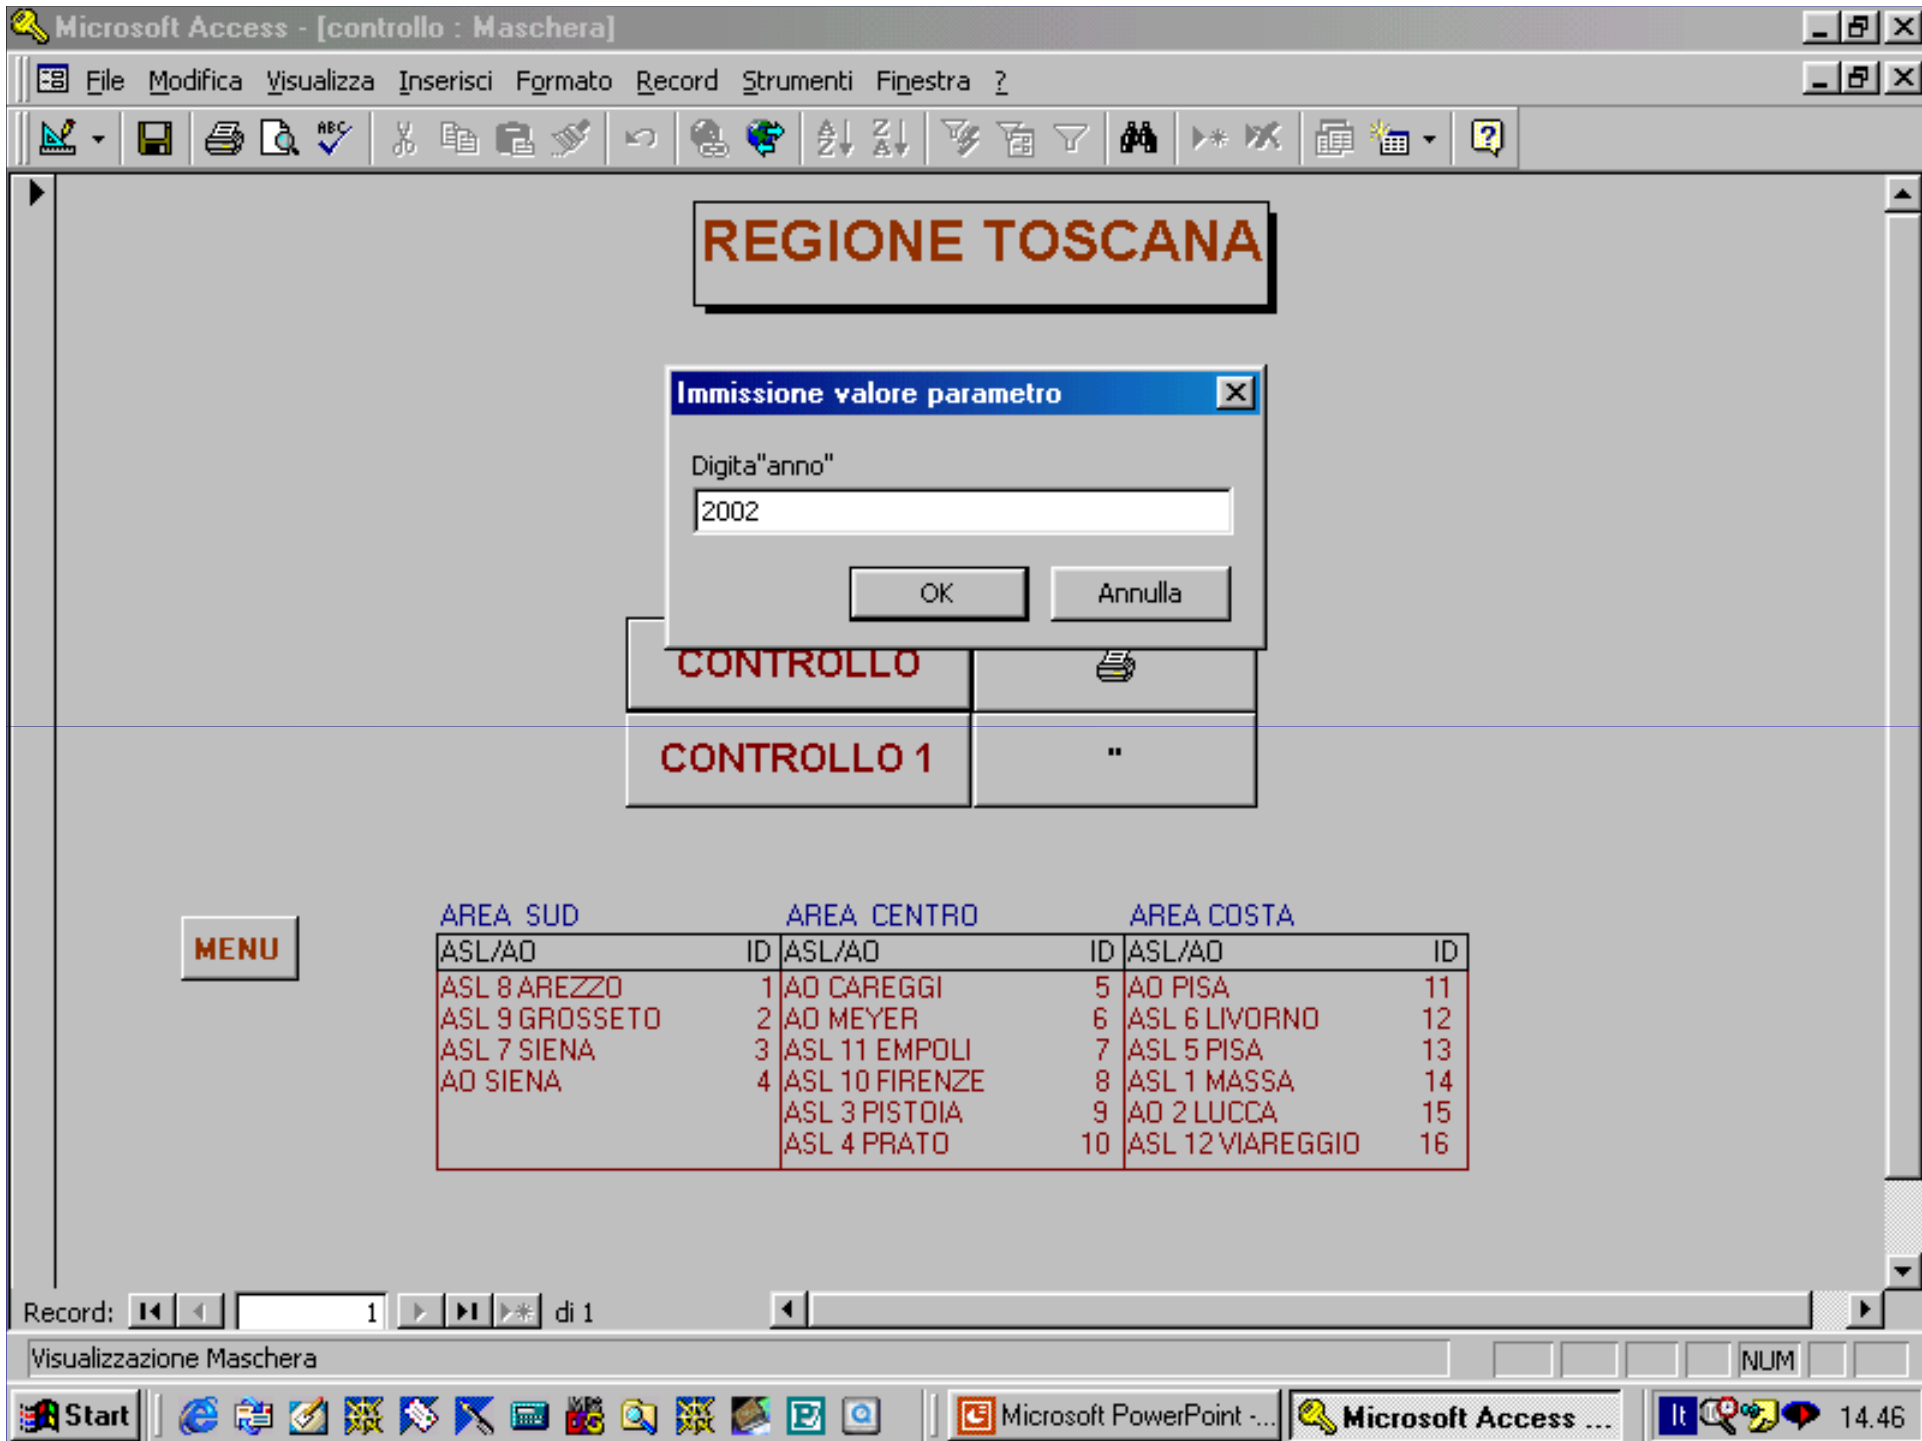 Microsoft Access - [controllo : Maschera]
File Modifica Visualizza Inserisci Formato Record Strumenti Finestra ?
REGIONE TOSCANA
Immissione valore parametro
Digita"anno"
2002
OK Annulla
CONTROLLO
CONTROLLO 1 "
MENU
AREA SUD AREA CENTRO AREA COSTA
ASL/AO ID ASL/AO ID ASL/AO ID
ASL 8 AREZZO 1 AO CAREGGI 5 AO PISA 11
ASL 9 GROSSETO 2 AO MEYER 6 ASL 6 LIVORNO 12
ASL 7 SIENA 3 ASL 11 EMPOLI 7 ASL 5 PISA 13
AO SIENA 4 ASL 10 FIRENZE 8 ASL 1 MASSA 14
ASL 3 PISTOIA 9 AO 2 LUCCA 15
ASL 4 PRATO 10 ASL 12 VIAREGGIO 16
Record: 1 di 1
Visualizzazione Maschera NUM
Start Microsoft PowerPoint -... Microsoft Access ... It 14.46